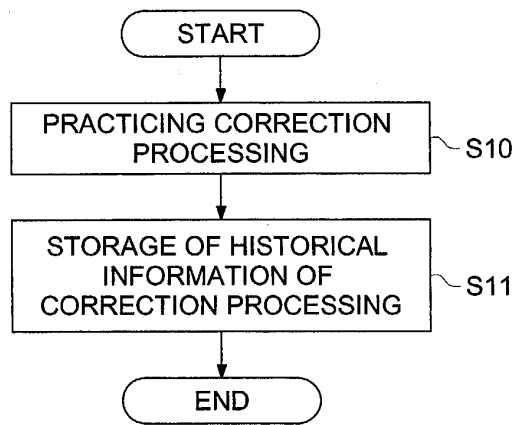 START
PRACTICING CORRECTION
PROCESSING
S10
STORAGE OF HISTORICAL
INFORMATION OF
CORRECTION PROCESSING
S11
END